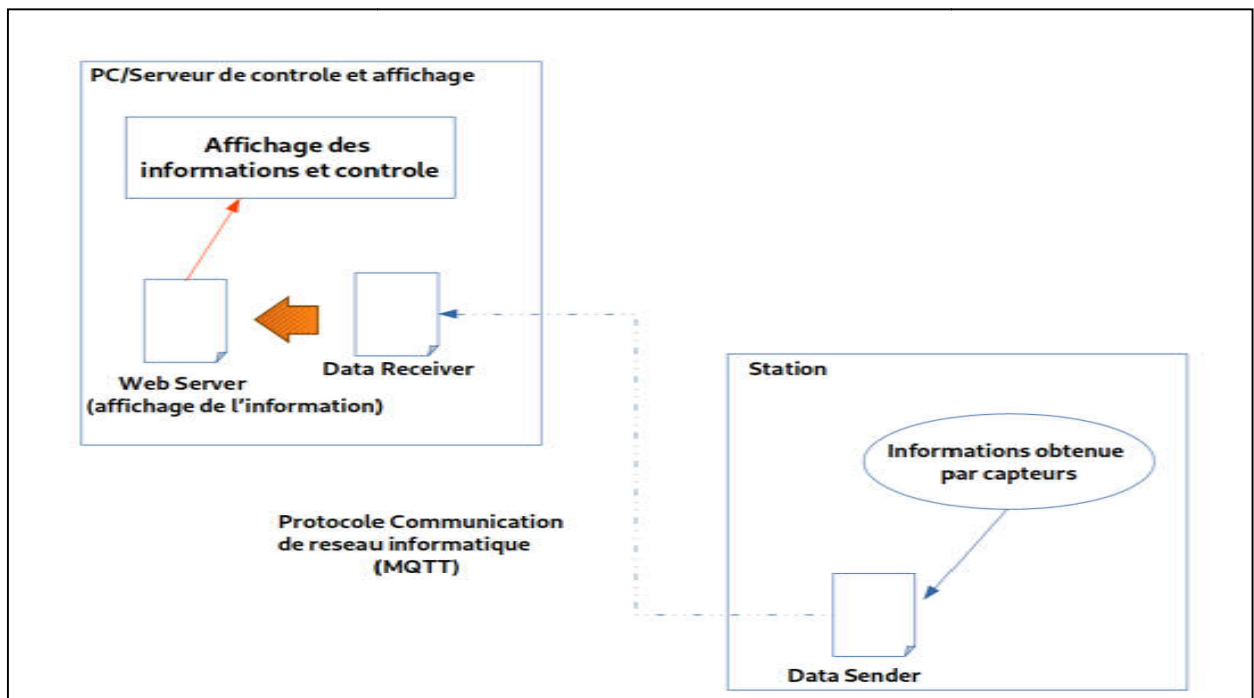 PC/Serveur de controle et affichage
Affichage des
informations et controle
Data Receiver
Web Server
(affichage de l'information)
Station
Informations obtenue
par capteurs
Protocole Communication
de reseau informatique
(MQTT)
Data Sender